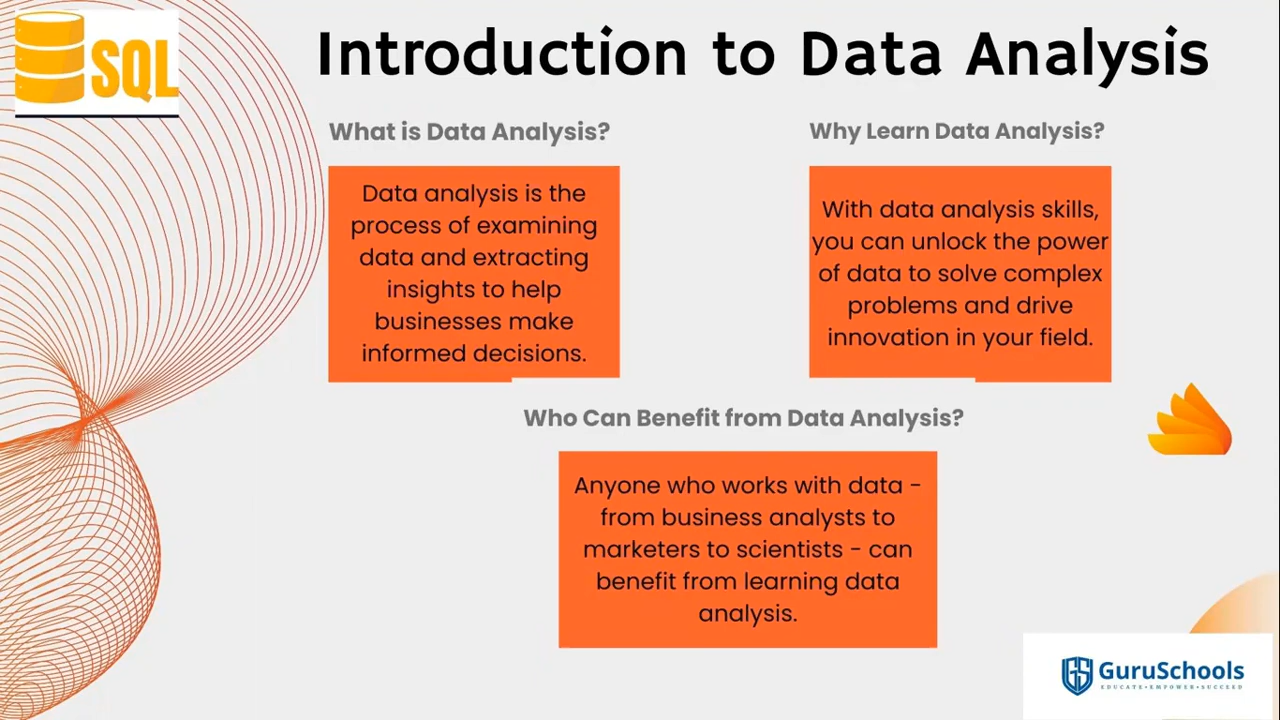 SQL
Introduction to Data Analysis
What is Data Analysis?
Data analysis is the
process of examining
data and extracting
insights to help
businesses make
informed decisions.
Why Learn Data Analysis?
With data analysis skills,
you can unlock the power
of data to solve complex
problems and drive
innovation in your field.
Who Can Benefit from Data Analysis?
Anyone who works with data -
from business analysts to
marketers to scientists - can
benefit from learning data
analysis.
GuruSchools
EDUCATE•EMPOWER•SUCCEED